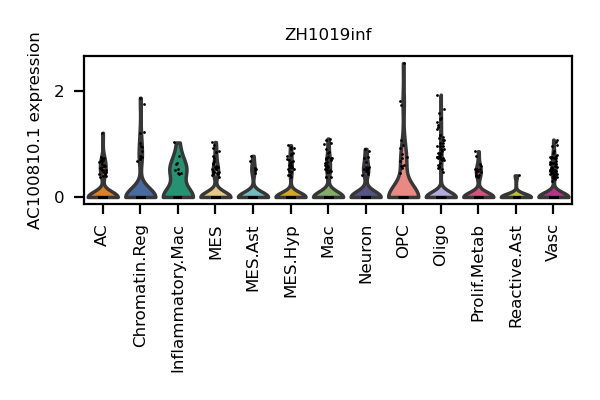 ZH1019inf
AC100810.1 expression
2
0
AC
Chromatin.Reg
Inflammatory.Mac
MES
MES.Ast
MES.Hyp
Mac
Neuron
OPC
Oligo
Prolif.Metab
Reactive.Ast
Vasc